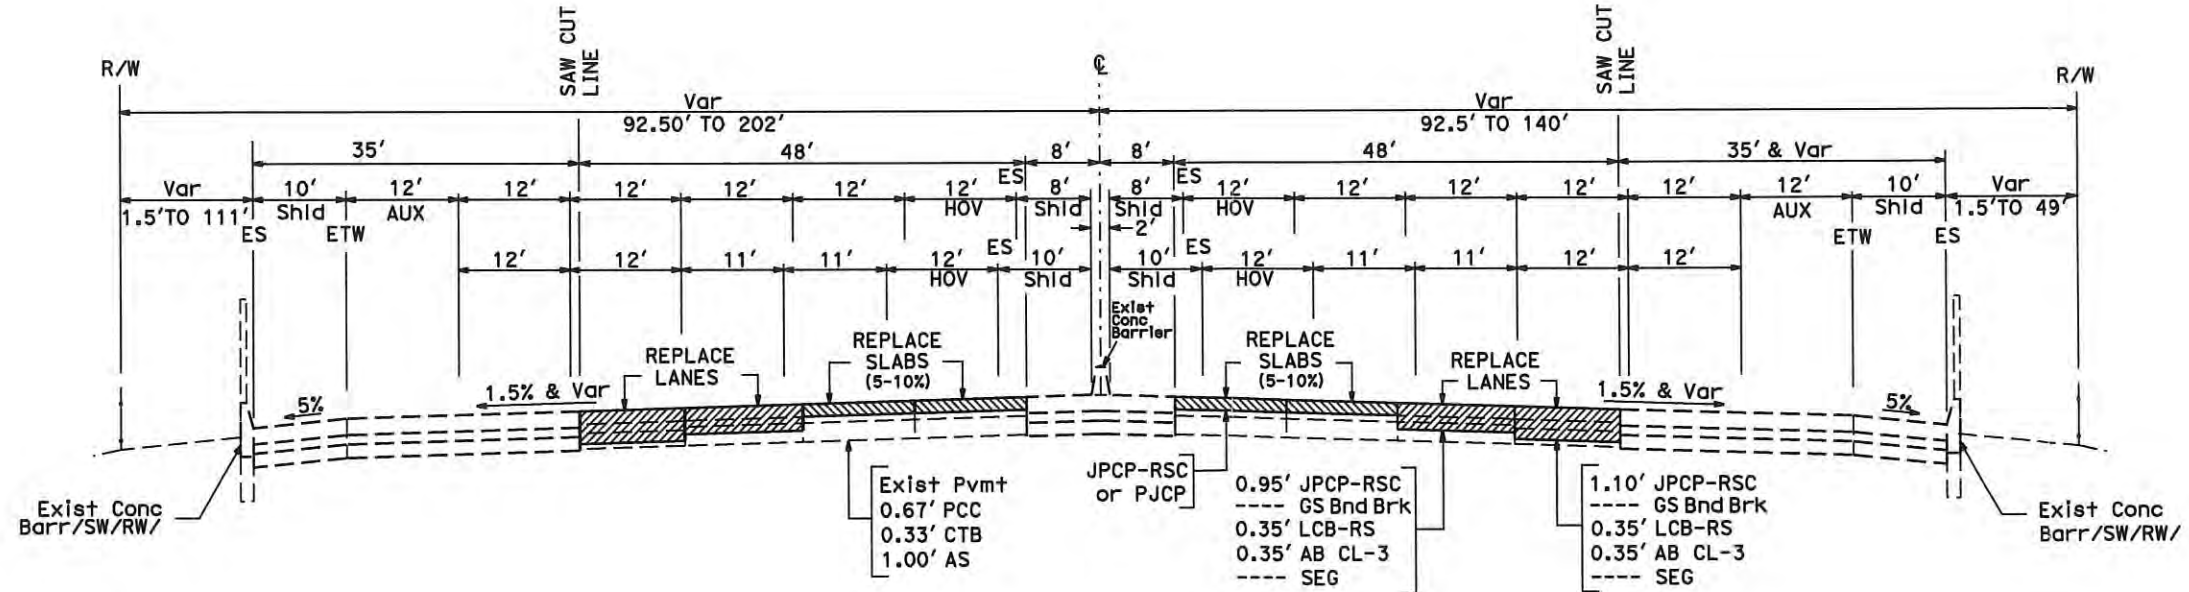 SAW CUT
LINE
SAW CUT
LINE
R/W
℄
R/W
Var
92.50' TO 202'
Var
92.5' TO 140'
35'
48'
8'
8'
48'
35' & Var
Var
1.5'TO 111'
10'
Shld
12'
AUX
12'
12'
12'
12'
ES
12'
HOV
8'
Shld
8'
Shld
ES
12'
HOV
12'
12'
12'
12'
12'
AUX
10'
Shld
Var
1.5'TO 49'
ES
ETW
2'
ETW
ES
12'
12'
11'
11'
ES
12'
HOV
10'
Shld
10'
Shld
ES
12'
HOV
11'
11'
12'
12'
Exist
Conc
Barrier
REPLACE
LANES
REPLACE
SLABS
(5-10%)
REPLACE
SLABS
(5-10%)
REPLACE
LANES
5%
1.5% & Var
1.5% & Var
5%
Exist Conc
Barr/SW/RW/
Exist Pvmt
0.67' PCC
0.33' CTB
1.00' AS
JPCP-RSC
or PJCP
0.95' JPCP-RSC
---- GS Bnd Brk
0.35' LCB-RS
0.35' AB CL-3
---- SEG
1.10' JPCP-RSC
---- GS Bnd Brk
0.35' LCB-RS
0.35' AB CL-3
---- SEG
Exist Conc
Barr/SW/RW/